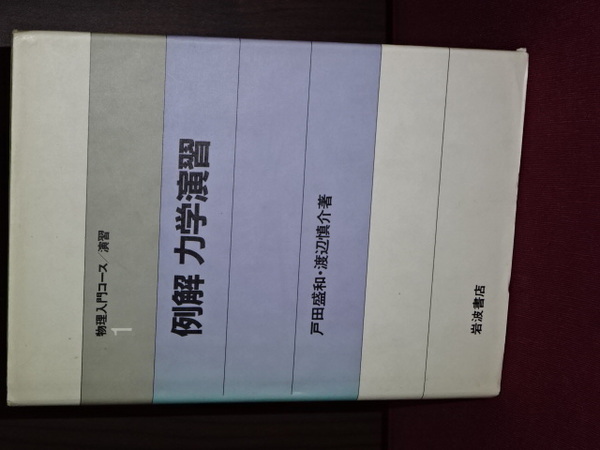 物理入門コース／演習
1
例解 力学演習
戸田盛和・渡辺慎介著
岩波書店